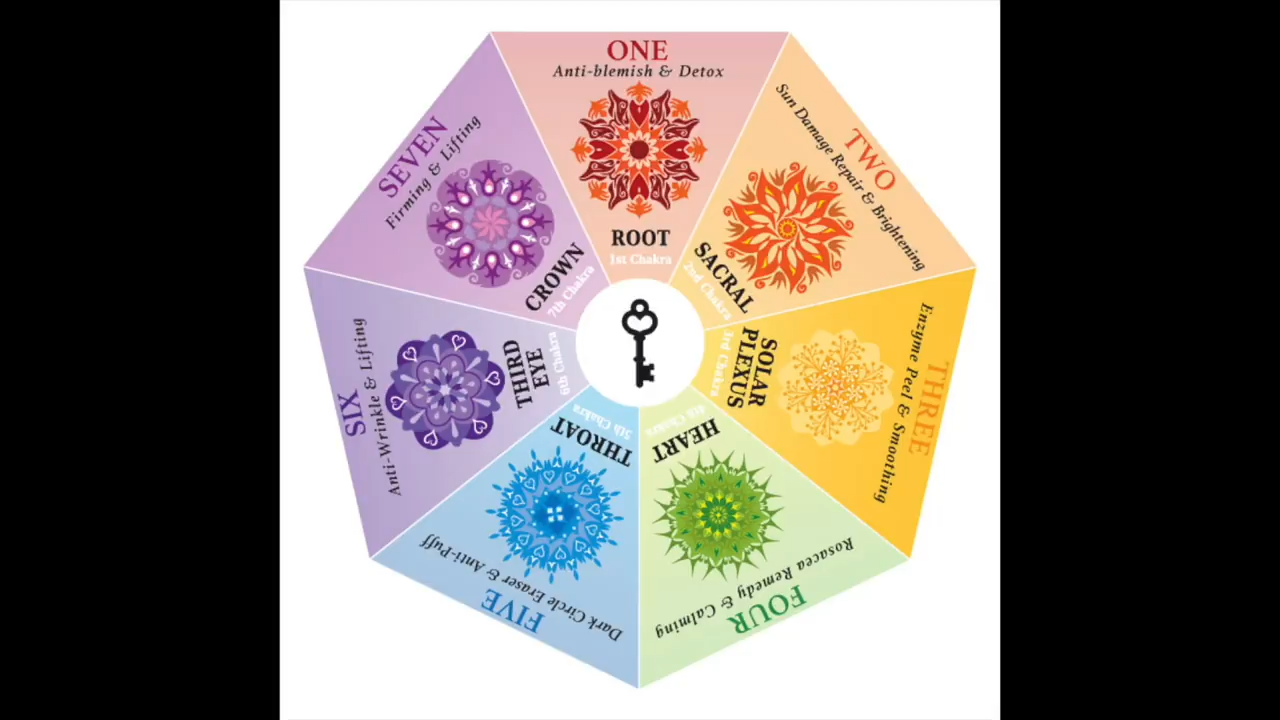 ONE
Anti-blemish & Detox
ROOT
1st Chakra
TWO
Sun Damage Repair & Brightening
SACRAL
2nd Chakra
THREE
Enzyme Peel & Smoothing
SOLAR
PLEXUS
3rd Chakra
FOUR
Rosacea Remedy & Calming
HEART
4th Chakra
FIVE
Dark Circle Eraser & Anti-Puff
THROAT
5th Chakra
SIX
Anti-Wrinkle & Lifting
THIRD
EYE
6th Chakra
SEVEN
Firming & Lifting
CROWN
7th Chakra